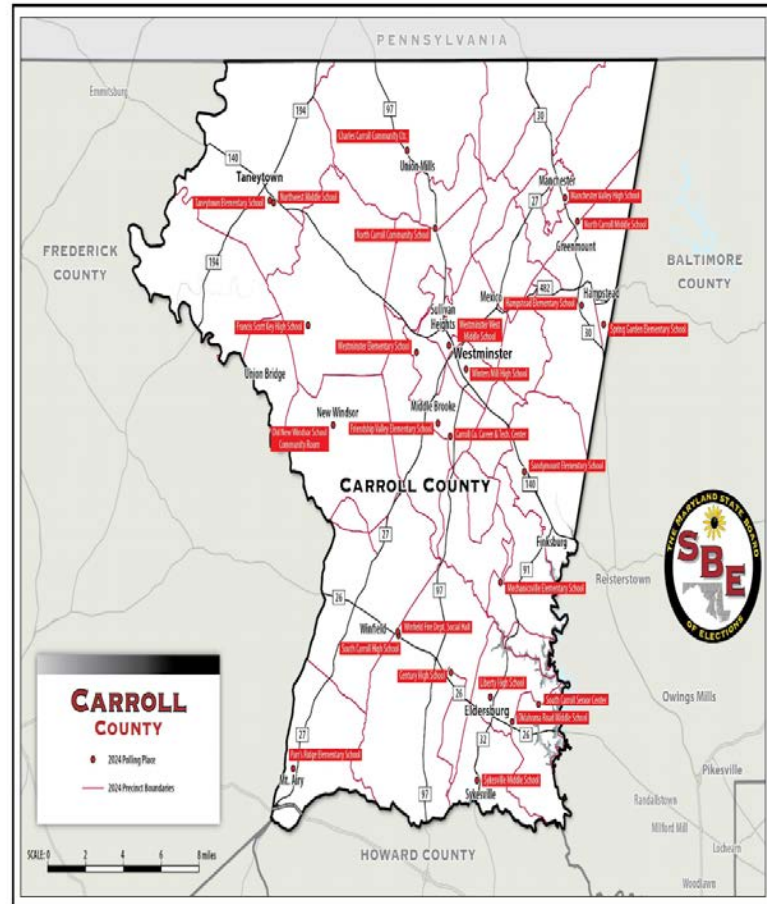 PENNSYLVANIA
Emmitsburg
194
97
30
Charles Carroll Community Ctr.
Union Mills
140
Taneytown
Northwest Middle School
Taneytown Elementary School
Manchester
27
Manchester Valley High School
North Carroll Middle School
North Carroll Community School
Greenmount
FREDERICK
COUNTY
BALTIMORE
COUNTY
194
482
Mexico
Hampstead
Hampstead Elementary School
Sullivan
Heights
30
Francis Scott Key High School
Westminster West
Middle School
Spring Garden Elementary School
Westminster Elementary School
Westminster
Union Bridge
Winters Mill High School
New Windsor
Middle Brooke
Friendship Valley Elementary School
Old New Windsor School
Community Room
Carroll Co. Career & Tech. Center
Sandymount Elementary School
CARROLL COUNTY
140
THE MARYLAND STATE BOARD
SBE
OF ELECTIONS
27
Finksburg
91
Reisterstown
Mechanicsville Elementary School
26
97
Winfield
Winfield Fire Dept. Social Hall
South Carroll High School
Century High School
Liberty High School
26
South Carroll Senior Center
Eldersburg
Oklahoma Road Middle School
Owings Mills
32
26
CARROLL
COUNTY
2024 Polling Place
2024 Precinct Boundaries
27
Parr's Ridge Elementary School
Mt. Airy
Sykesville Middle School
Sykesville
97
Pikesville
Randallstown
Milford Mill
Lochearn
Woodlawn
HOWARD COUNTY
SCALE: 0 2 4 6 8 miles